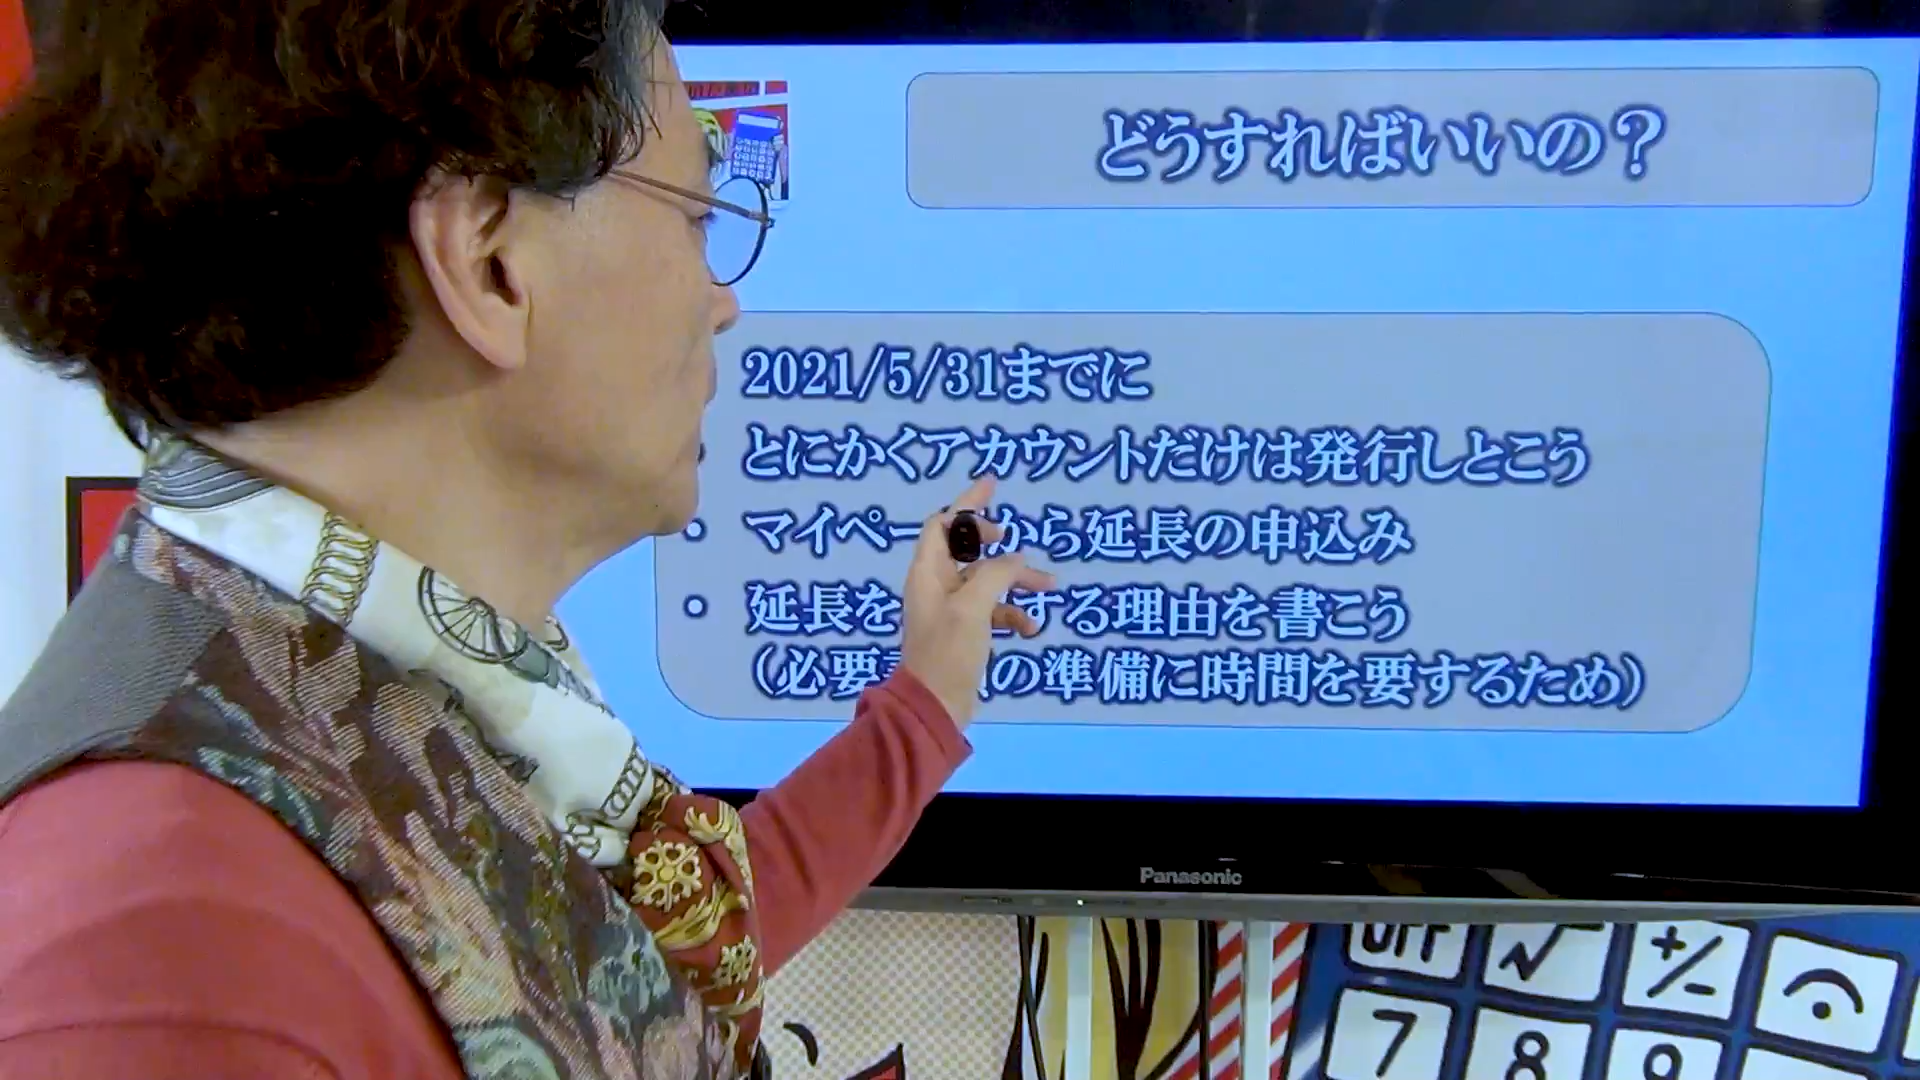 どうすればいいの？
2021/5/31までに
とにかくアカウントだけは発行しとこう
・ マイペー から延長の申込み
・ 延長を する理由を書こう
（必要 の準備に時間を要するため）
Panasonic
OFF √ +/-
7 8 9